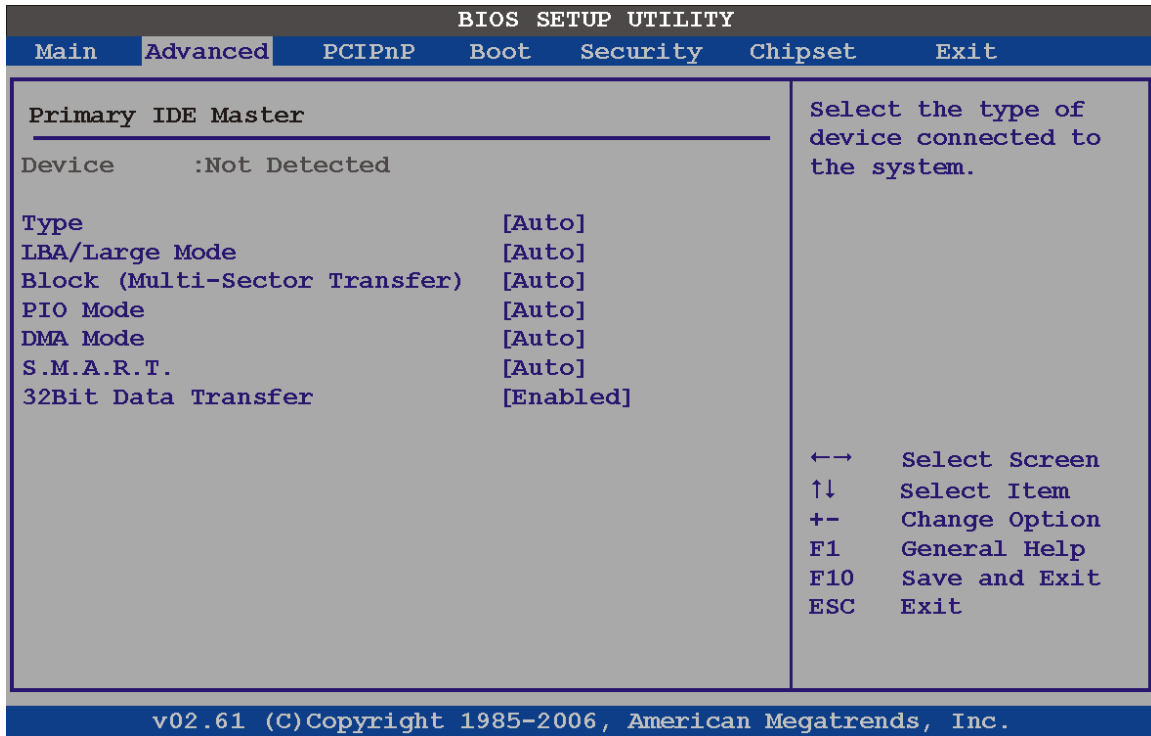 BIOS SETUP UTILITY
Main Advanced PCIPnP Boot Security Chipset Exit
Primary IDE Master
Device :Not Detected
Type [Auto]
LBA/Large Mode [Auto]
Block (Multi-Sector Transfer) [Auto]
PIO Mode [Auto]
DMA Mode [Auto]
S.M.A.R.T. [Auto]
32Bit Data Transfer [Enabled]
Select the type of
device connected to
the system.
←→ Select Screen
↑↓ Select Item
+- Change Option
F1 General Help
F10 Save and Exit
ESC Exit
v02.61 (C)Copyright 1985-2006, American Megatrends, Inc.